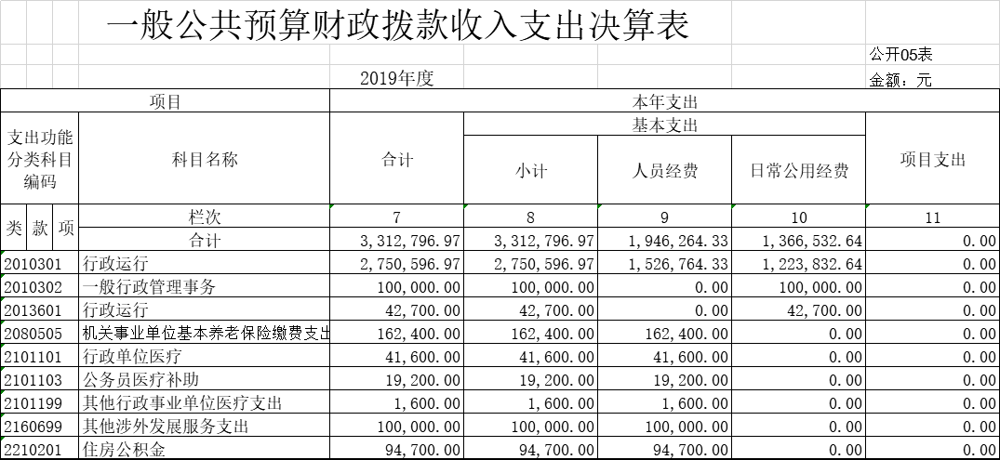 一般公共预算财政拨款收入支出决算表
公开05表
2019年度 金额：元
项目 本年支出
支出功能分类科目编码 科目名称 合计 基本支出 项目支出
小计 人员经费 日常公用经费
类 款 项 栏次 7 8 9 10 11
合计 3,312,796.97 3,312,796.97 1,946,264.33 1,366,532.64 0.00
2010301 行政运行 2,750,596.97 2,750,596.97 1,526,764.33 1,223,832.64 0.00
2010302 一般行政管理事务 100,000.00 100,000.00 0.00 100,000.00 0.00
2013601 行政运行 42,700.00 42,700.00 0.00 42,700.00 0.00
2080505 机关事业单位基本养老保险缴费支出 162,400.00 162,400.00 162,400.00 0.00 0.00
2101101 行政单位医疗 41,600.00 41,600.00 41,600.00 0.00 0.00
2101103 公务员医疗补助 19,200.00 19,200.00 19,200.00 0.00 0.00
2101199 其他行政事业单位医疗支出 1,600.00 1,600.00 1,600.00 0.00 0.00
2160699 其他涉外发展服务支出 100,000.00 100,000.00 100,000.00 0.00 0.00
2210201 住房公积金 94,700.00 94,700.00 94,700.00 0.00 0.00